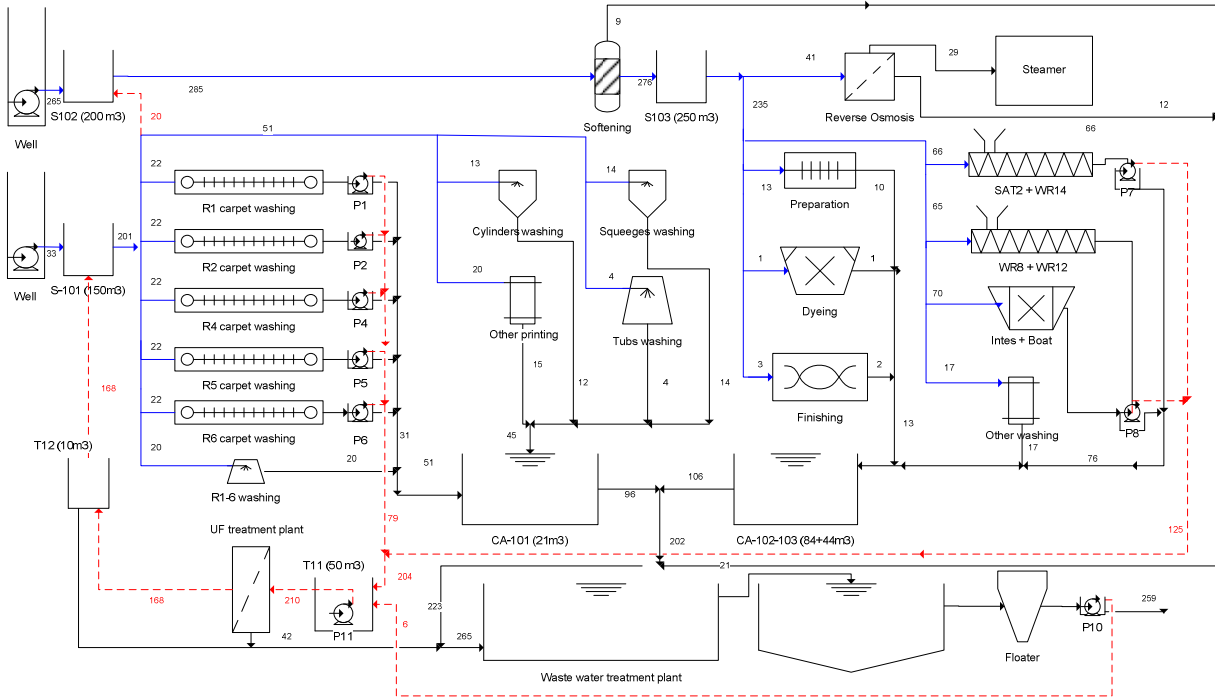 9
265
S102 (200 m3)
285
20
Well
Softening
276
S103 (250 m3)
41
235
Reverse Osmosis
29
Steamer
12
51
22
R1 carpet washing
P1
13
Cylinders washing
14
Squeeges washing
13
Preparation
10
66
66
SAT2 + WR14
P7
33
Well
S-101 (150m3)
201
22
R2 carpet washing
P2
20
Other printing
4
Tubs washing
1
Dyeing
1
65
WR8 + WR12
22
R4 carpet washing
P4
70
Intes + Boat
168
22
R5 carpet washing
P5
15
12
4
14
3
Finishing
2
17
Other washing
22
R6 carpet washing
P6
P8
T12 (10m3)
20
R1-6 washing
20
31
51
45
13
17
76
96
106
CA-101 (21m3)
CA-102-103 (84+44m3)
79
202
125
UF treatment plant
T11 (50 m3)
204
21
168
210
P11
6
223
42
265
Waste water treatment plant
Floater
P10
259